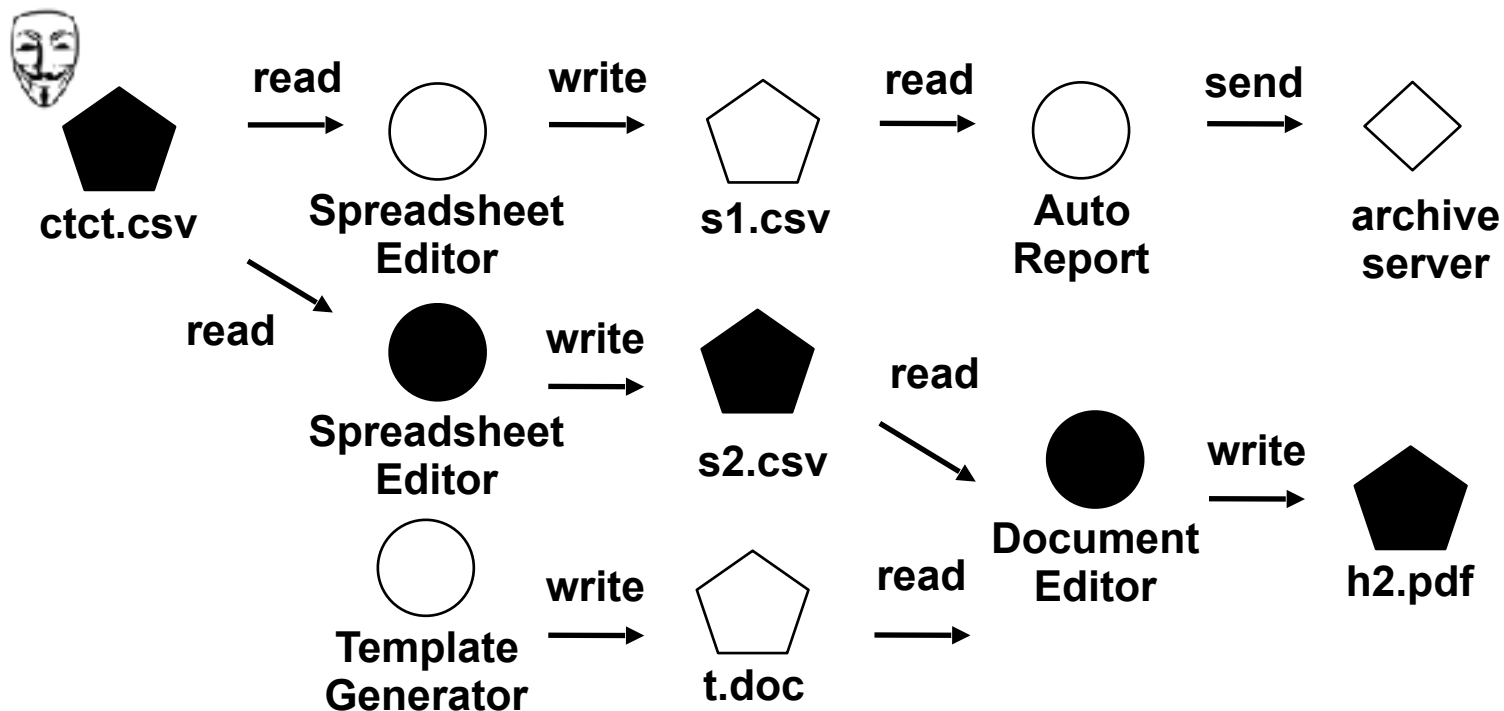 read
write
read
send
ctct.csv
Spreadsheet
Editor
s1.csv
Auto
Report
archive
server
read
write
read
Spreadsheet
Editor
s2.csv
write
Document
Editor
h2.pdf
write
read
Template
Generator
t.doc